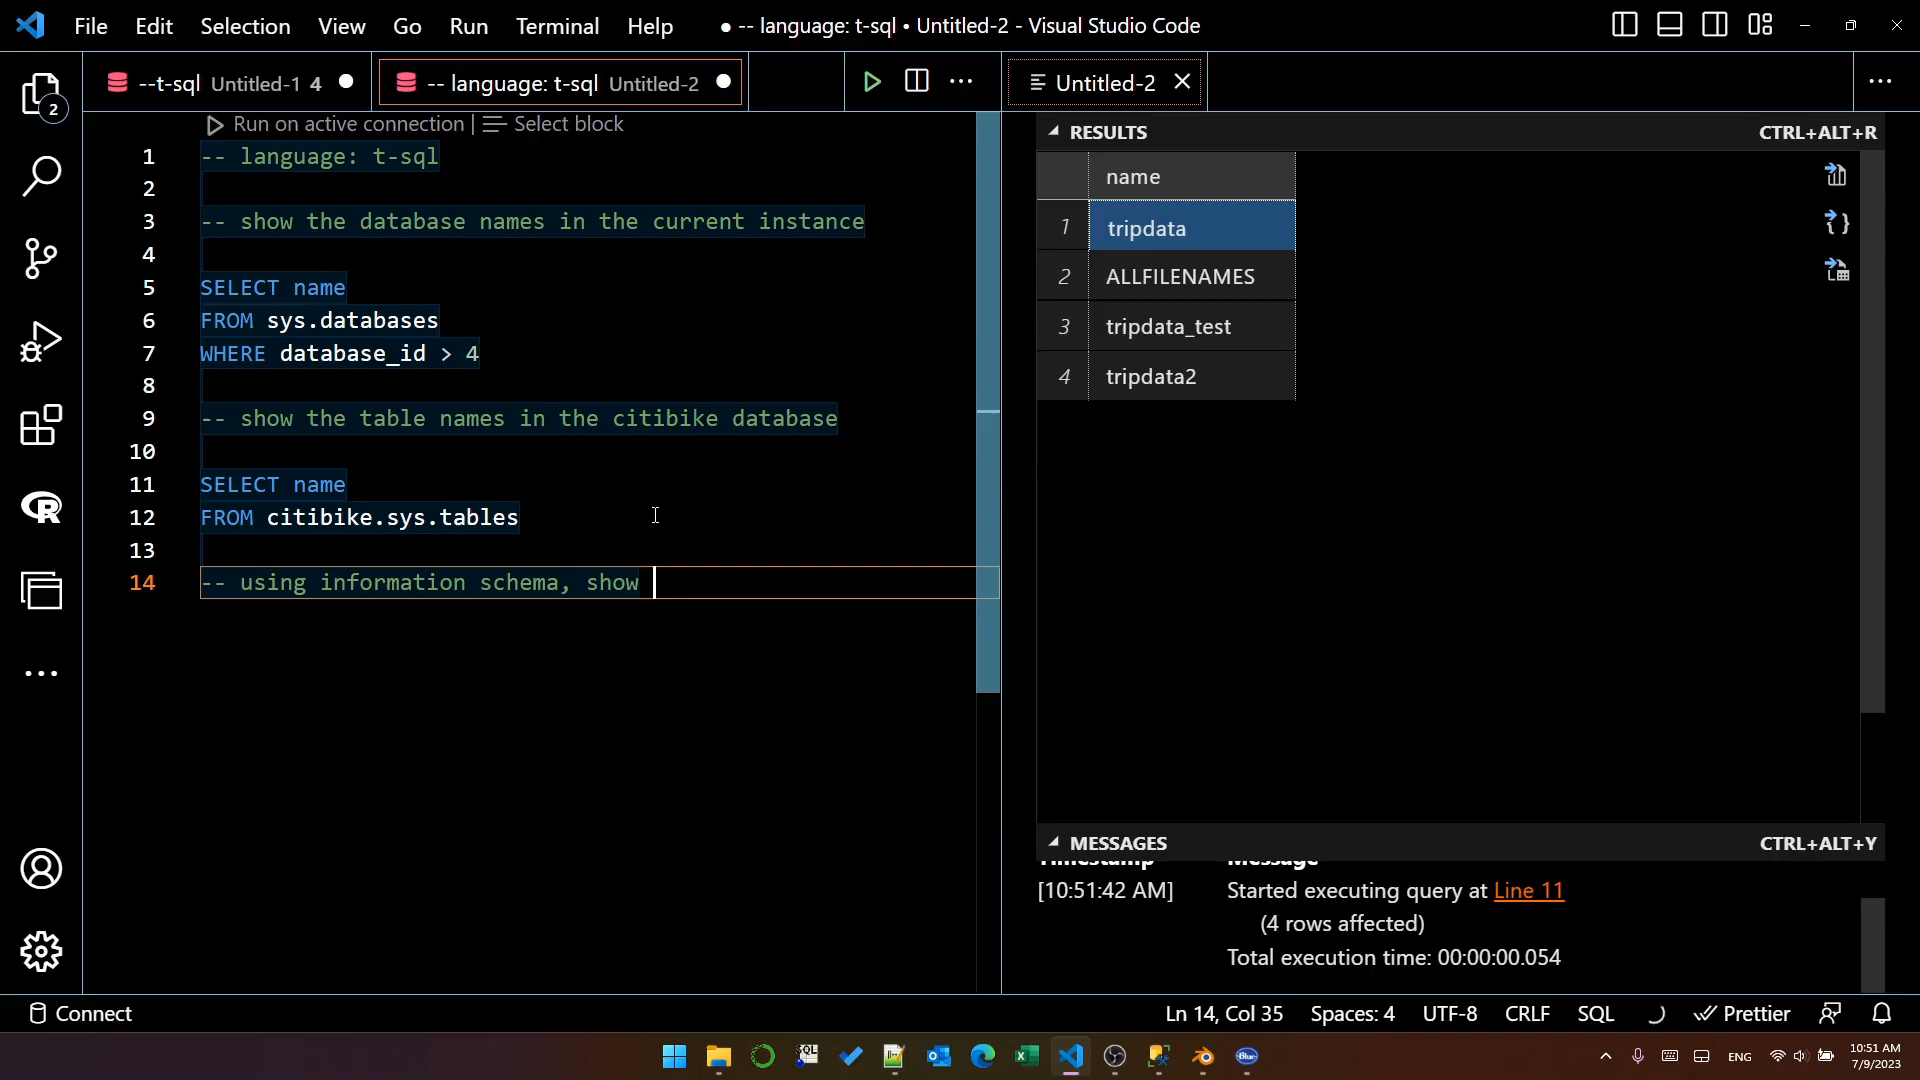 File Edit Selection View Go Run Terminal Help ● -- language: t-sql • Untitled-2 - Visual Studio Code
--t-sql Untitled-1 4
-- language: t-sql Untitled-2
Untitled-2
2
Run on active connection | Select block
1 -- language: t-sql
2
3 -- show the database names in the current instance
4
5 SELECT name
6 FROM sys.databases
7 WHERE database_id > 4
8
9 -- show the table names in the citibike database
10
11 SELECT name
12 FROM citibike.sys.tables
13
14 -- using information schema, show
RESULTS CTRL+ALT+R
name
1 tripdata
2 ALLFILENAMES
3 tripdata_test
4 tripdata2
MESSAGES CTRL+ALT+Y
Timestamp Message
[10:51:42 AM] Started executing query at Line 11
(4 rows affected)
Total execution time: 00:00:00.054
Connect Ln 14, Col 35 Spaces: 4 UTF-8 CRLF SQL Prettier
SQL
Blue
ENG
10:51 AM
7/9/2023